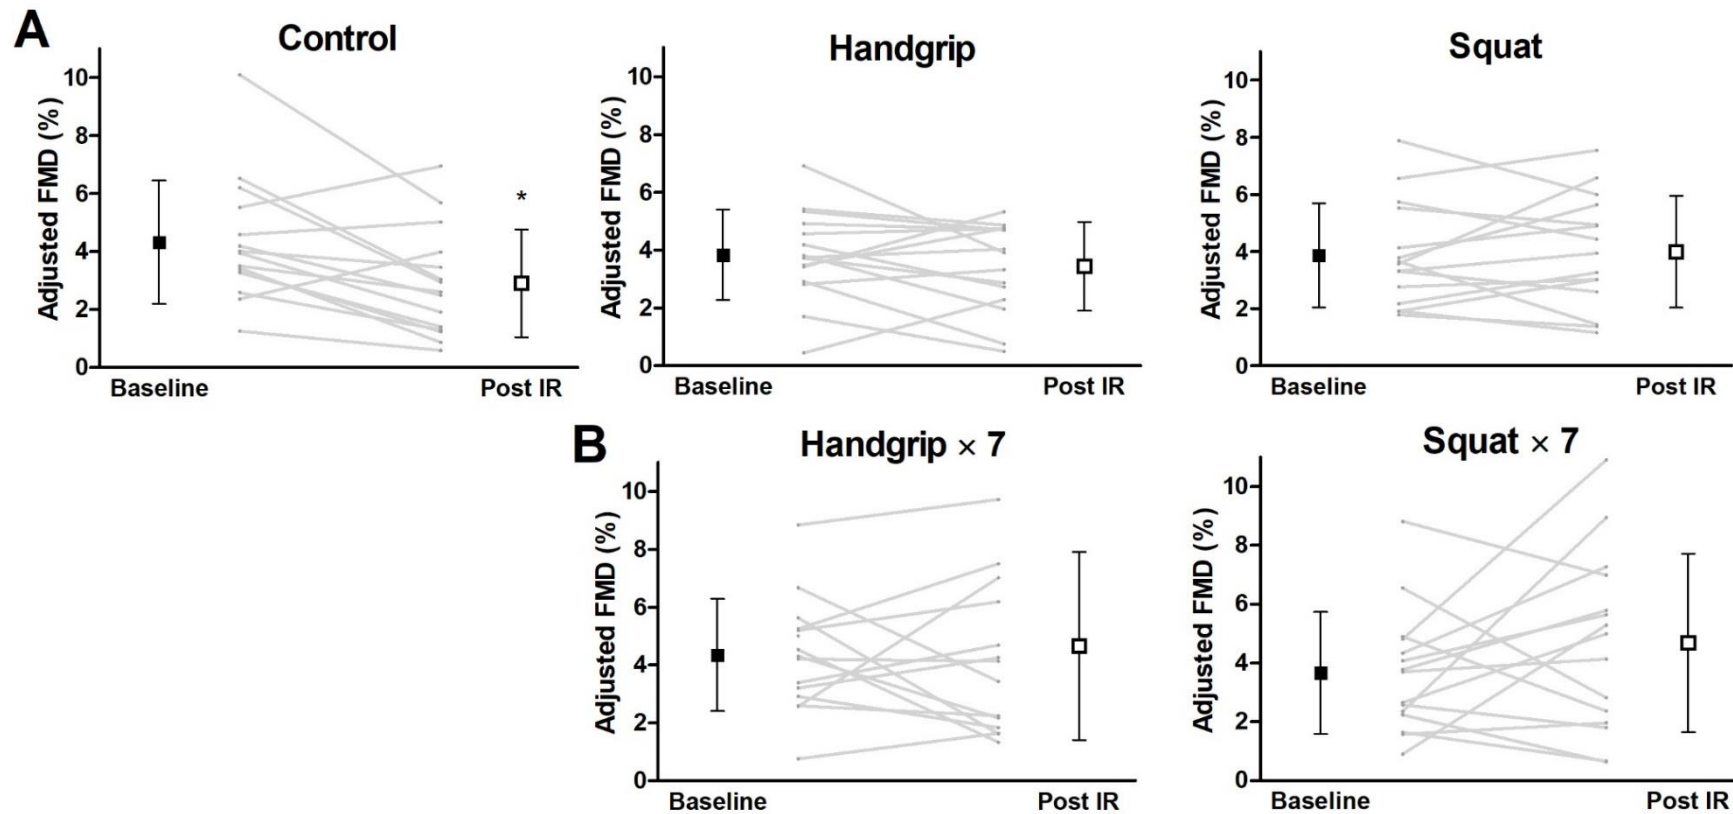 A
Control
Adjusted FMD (%)
10
8
6
4
2
0
*
Baseline
Post IR
Handgrip
Adjusted FMD (%)
10
8
6
4
2
0
Baseline
Post IR
Squat
Adjusted FMD (%)
10
8
6
4
2
0
Baseline
Post IR
B
Handgrip × 7
Adjusted FMD (%)
10
8
6
4
2
0
Baseline
Post IR
Squat × 7
Adjusted FMD (%)
10
8
6
4
2
0
Baseline
Post IR